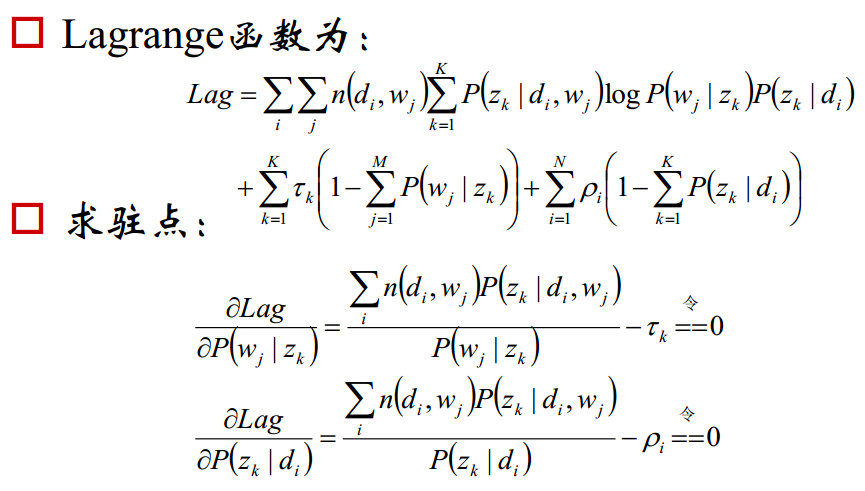 Lagrange函数为：
Lag = ∑_i ∑_j n(d_i, w_j) ∑_{k=1}^{K} P(z_k | d_i, w_j) log P(w_j | z_k) P(z_k | d_i)
+ ∑_{k=1}^{K} τ_k (1 − ∑_{j=1}^{M} P(w_j | z_k)) + ∑_{i=1}^{N} ρ_i (1 − ∑_{k=1}^{K} P(z_k | d_i))
求驻点：
∂Lag / ∂P(w_j | z_k) = ∑_i n(d_i, w_j) P(z_k | d_i, w_j) / P(w_j | z_k) − τ_k ==令 0
∂Lag / ∂P(z_k | d_i) = ∑_i n(d_i, w_j) P(z_k | d_i, w_j) / P(z_k | d_i) − ρ_i ==令 0